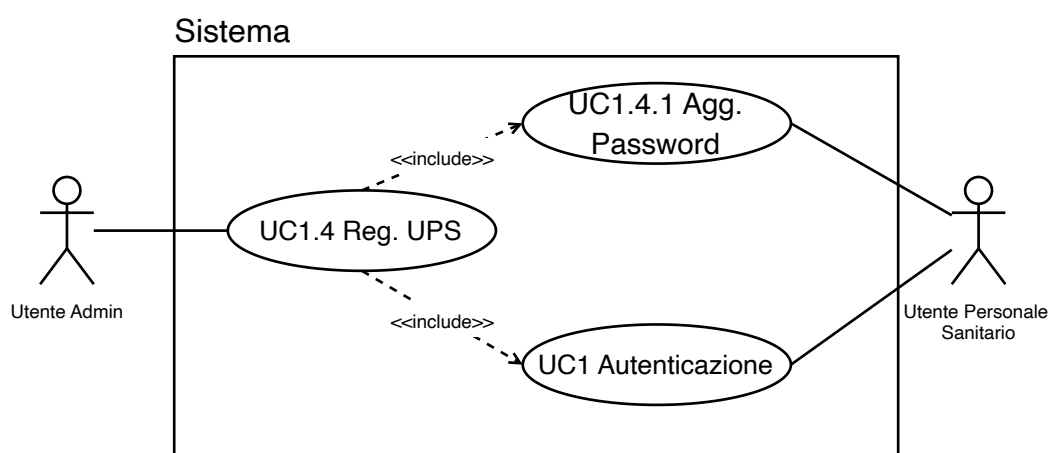 Sistema
UC1.4.1 Agg.
Password
<<include>>
UC1.4 Reg. UPS
Utente Admin
Utente Personale
Sanitario
<<include>>
UC1 Autenticazione